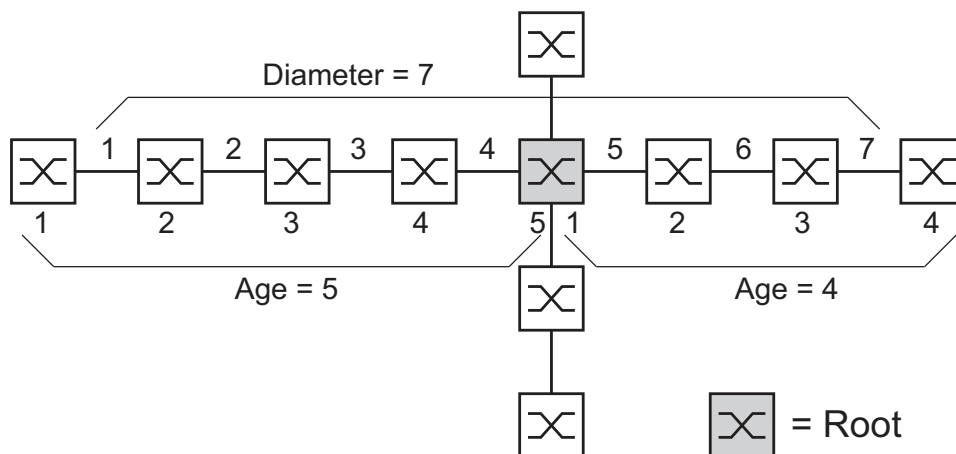 Diameter = 7
1 2 3 4 5 6 7
1 2 3 4 5 1 2 3 4
Age = 5 Age = 4
= Root